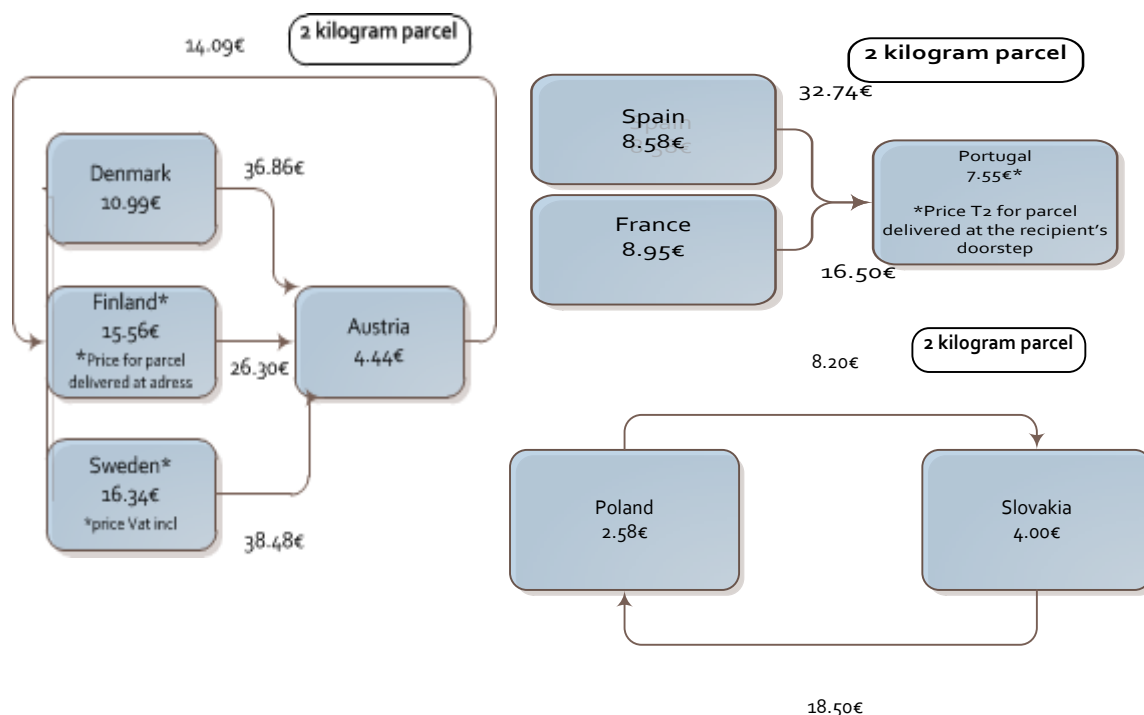 14.09€
2 kilogram parcel
Denmark
10.99€
36.86€
Finland*
15.56€
*Price for parcel
delivered at adress
26.30€
Austria
4.44€
Sweden*
16.34€
*price Vat incl
38.48€
2 kilogram parcel
32.74€
Spain
8.58€
France
8.95€
16.50€
Portugal
7.55€*
*Price T2 for parcel
delivered at the recipient's
doorstep
2 kilogram parcel
8.20€
Poland
2.58€
Slovakia
4.00€
18.50€